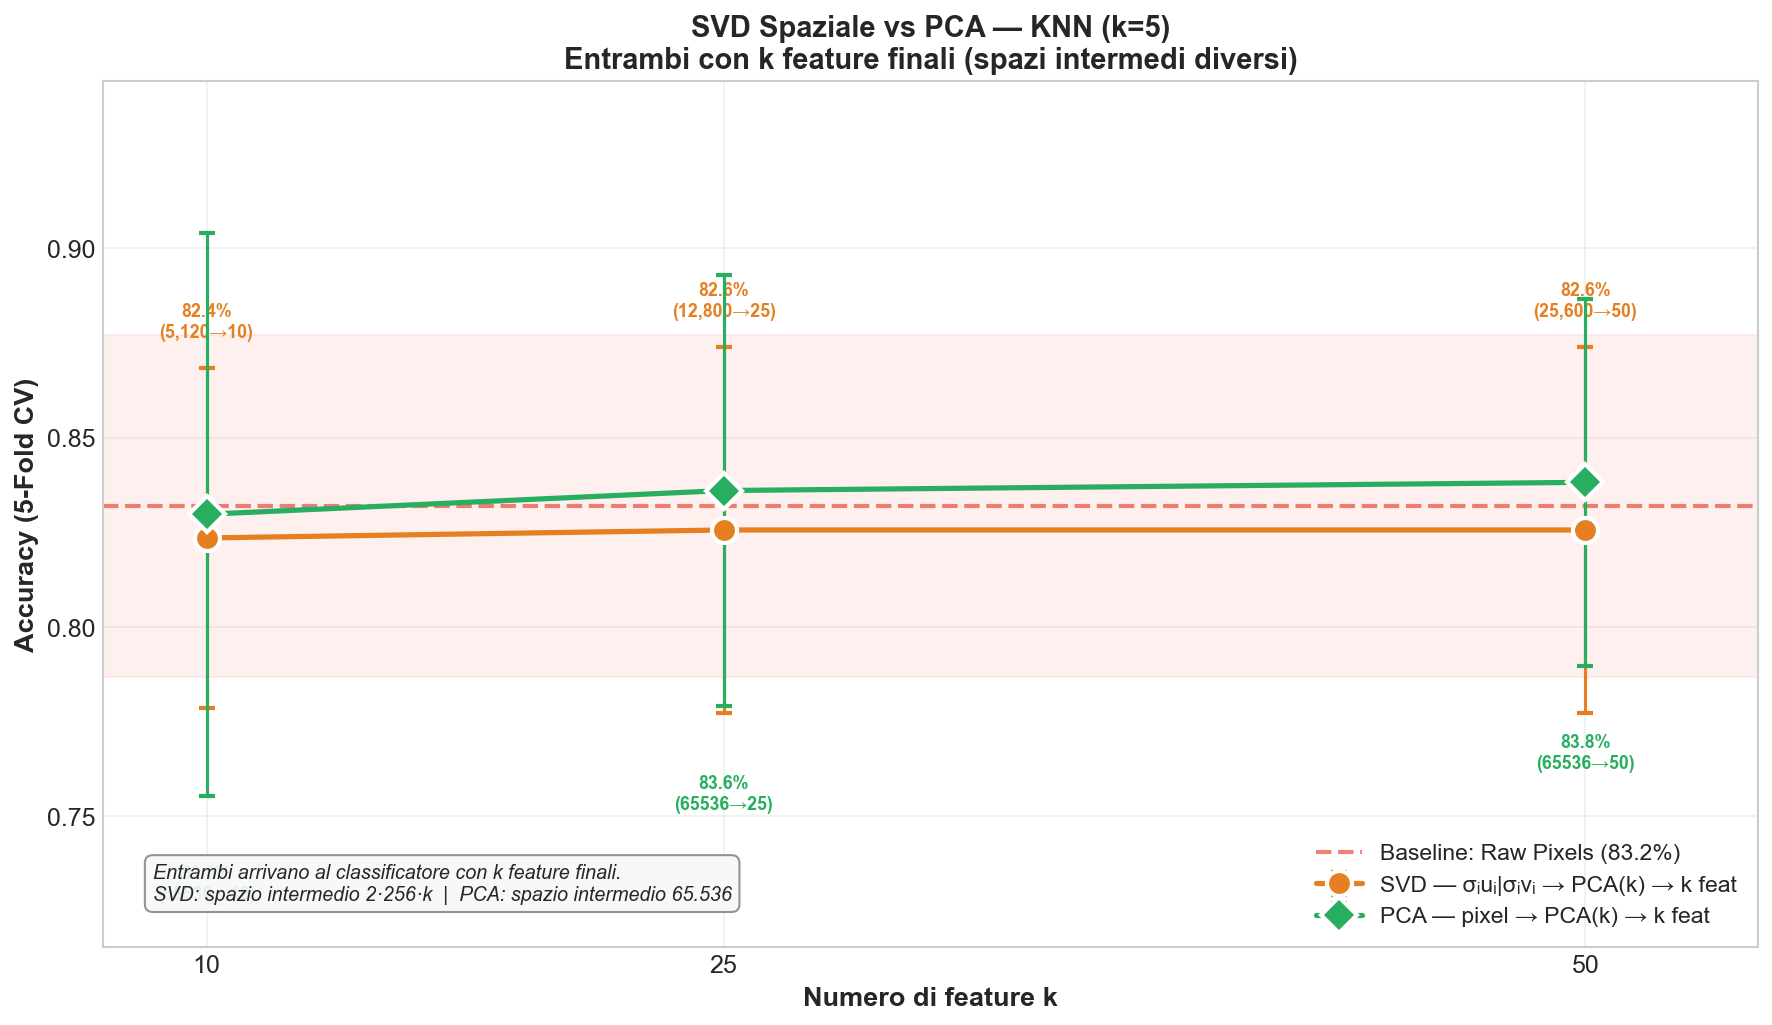 SVD Spaziale vs PCA — KNN (k=5)
Entrambi con k feature finali (spazi intermedi diversi)
Accuracy (5-Fold CV)
0.90
0.85
0.80
0.75
82.4%
(5,120→10)
82.6%
(12,800→25)
82.6%
(25,600→50)
83.6%
(65536→25)
83.8%
(65536→50)
Entrambi arrivano al classificatore con k feature finali.
SVD: spazio intermedio 2·256·k | PCA: spazio intermedio 65.536
Baseline: Raw Pixels (83.2%)
SVD — σᵢuᵢ|σᵢvᵢ → PCA(k) → k feat
PCA — pixel → PCA(k) → k feat
10
25
50
Numero di feature k